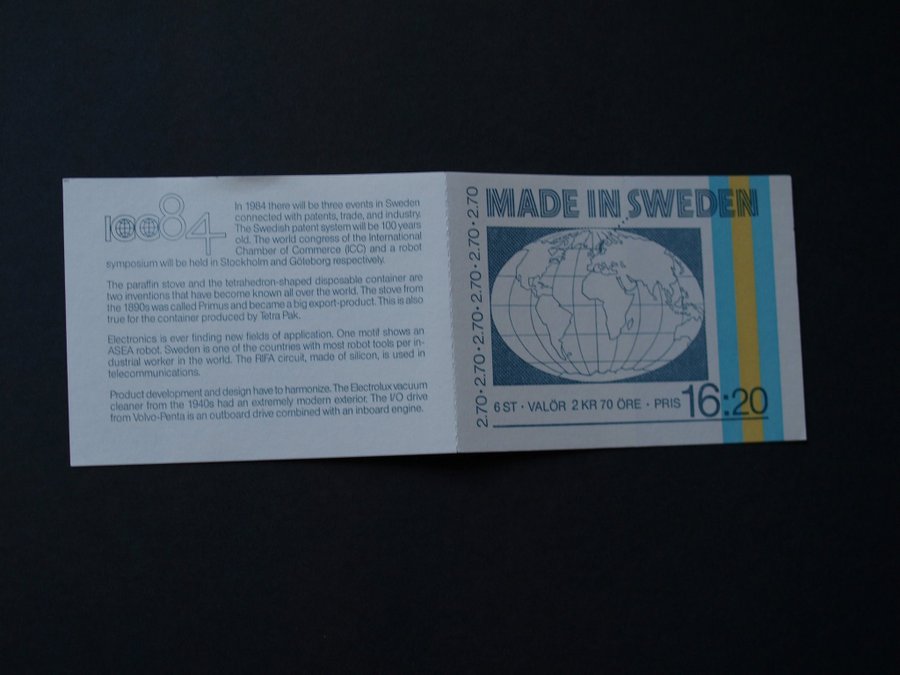 100 84
In 1984 there will be three events in Sweden
connected with patents, trade, and industry.
The Swedish patent system will be 100 years
old. The world congress of the International
Chamber of Commerce (ICC) and a robot
symposium will be held in Stockholm and Göteborg respectively.
The paraffin stove and the tetrahedron-shaped disposable container are
two inventions that have become known all over the world. The stove from
the 1890s was called Primus and became a big export-product. This is also
true for the container produced by Tetra Pak.
Electronics is ever finding new fields of application. One motif shows an
ASEA robot. Sweden is one of the countries with most robot tools per in-
dustrial worker in the world. The RIFA circuit, made of silicon, is used in
telecommunications.
Product development and design have to harmonize. The Electrolux vacuum
cleaner from the 1940s had an extremely modern exterior. The I/O drive
from Volvo-Penta is an outboard drive combined with an inboard engine.
2.70 · 2.70 · 2.70 · 2.70 · 2.70 · 2.70
MADE IN SWEDEN
6 ST · VALÖR 2 KR 70 ÖRE · PRIS 16:20